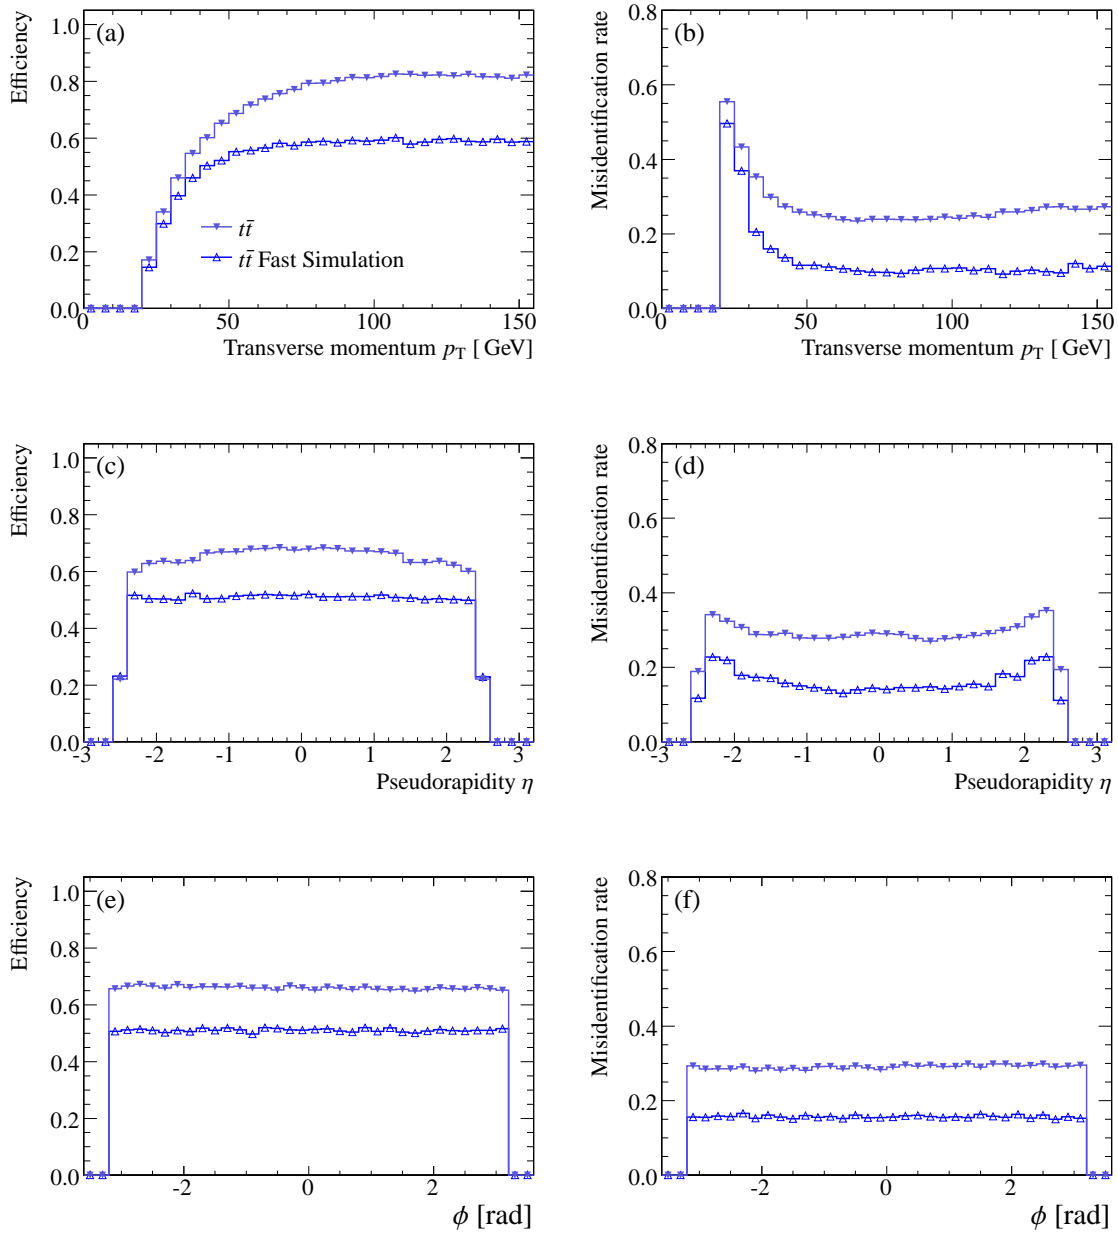 (a)
Efficiency
1.0
0.8
0.6
0.4
0.2
0.0
0 50 100 150
Transverse momentum pT [ GeV]
tt̄
tt̄ Fast Simulation
(b)
Misidentification rate
0.8
0.6
0.4
0.2
0.0
0 50 100 150
Transverse momentum pT [ GeV]
(c)
Efficiency
1.0
0.8
0.6
0.4
0.2
0.0
-3 -2 -1 0 1 2 3
Pseudorapidity η
(d)
Misidentification rate
0.8
0.6
0.4
0.2
0.0
-3 -2 -1 0 1 2 3
Pseudorapidity η
(e)
Efficiency
1.0
0.8
0.6
0.4
0.2
0.0
-2 0 2
ϕ [rad]
(f)
Misidentification rate
0.8
0.6
0.4
0.2
0.0
-2 0 2
ϕ [rad]